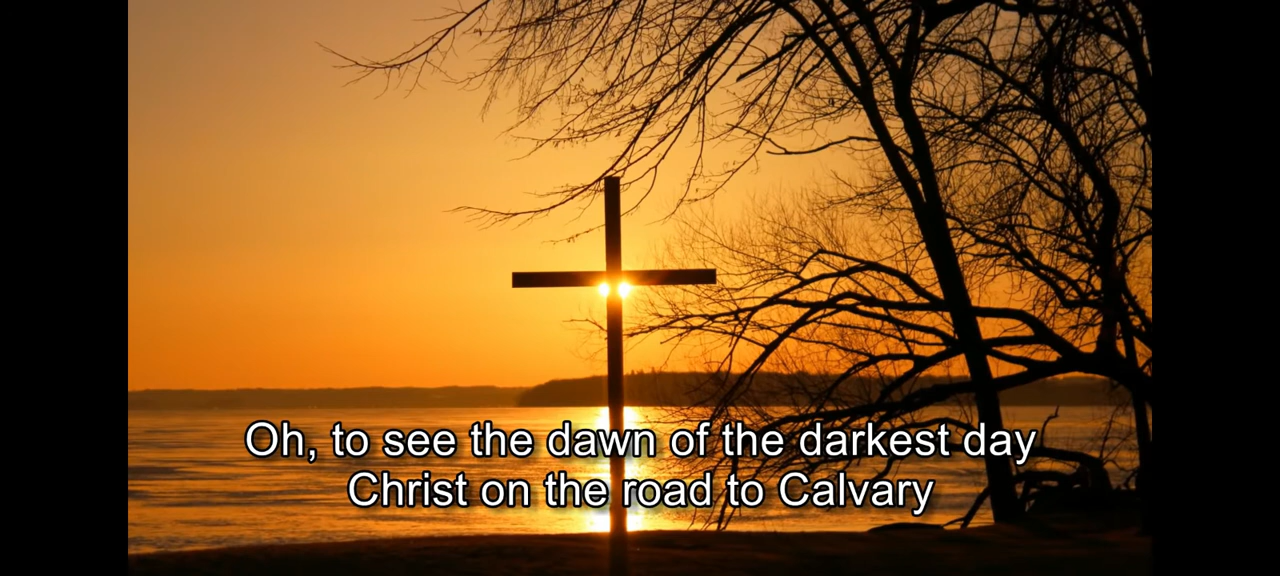 Oh, to see the dawn of the darkest day
Christ on the road to Calvary